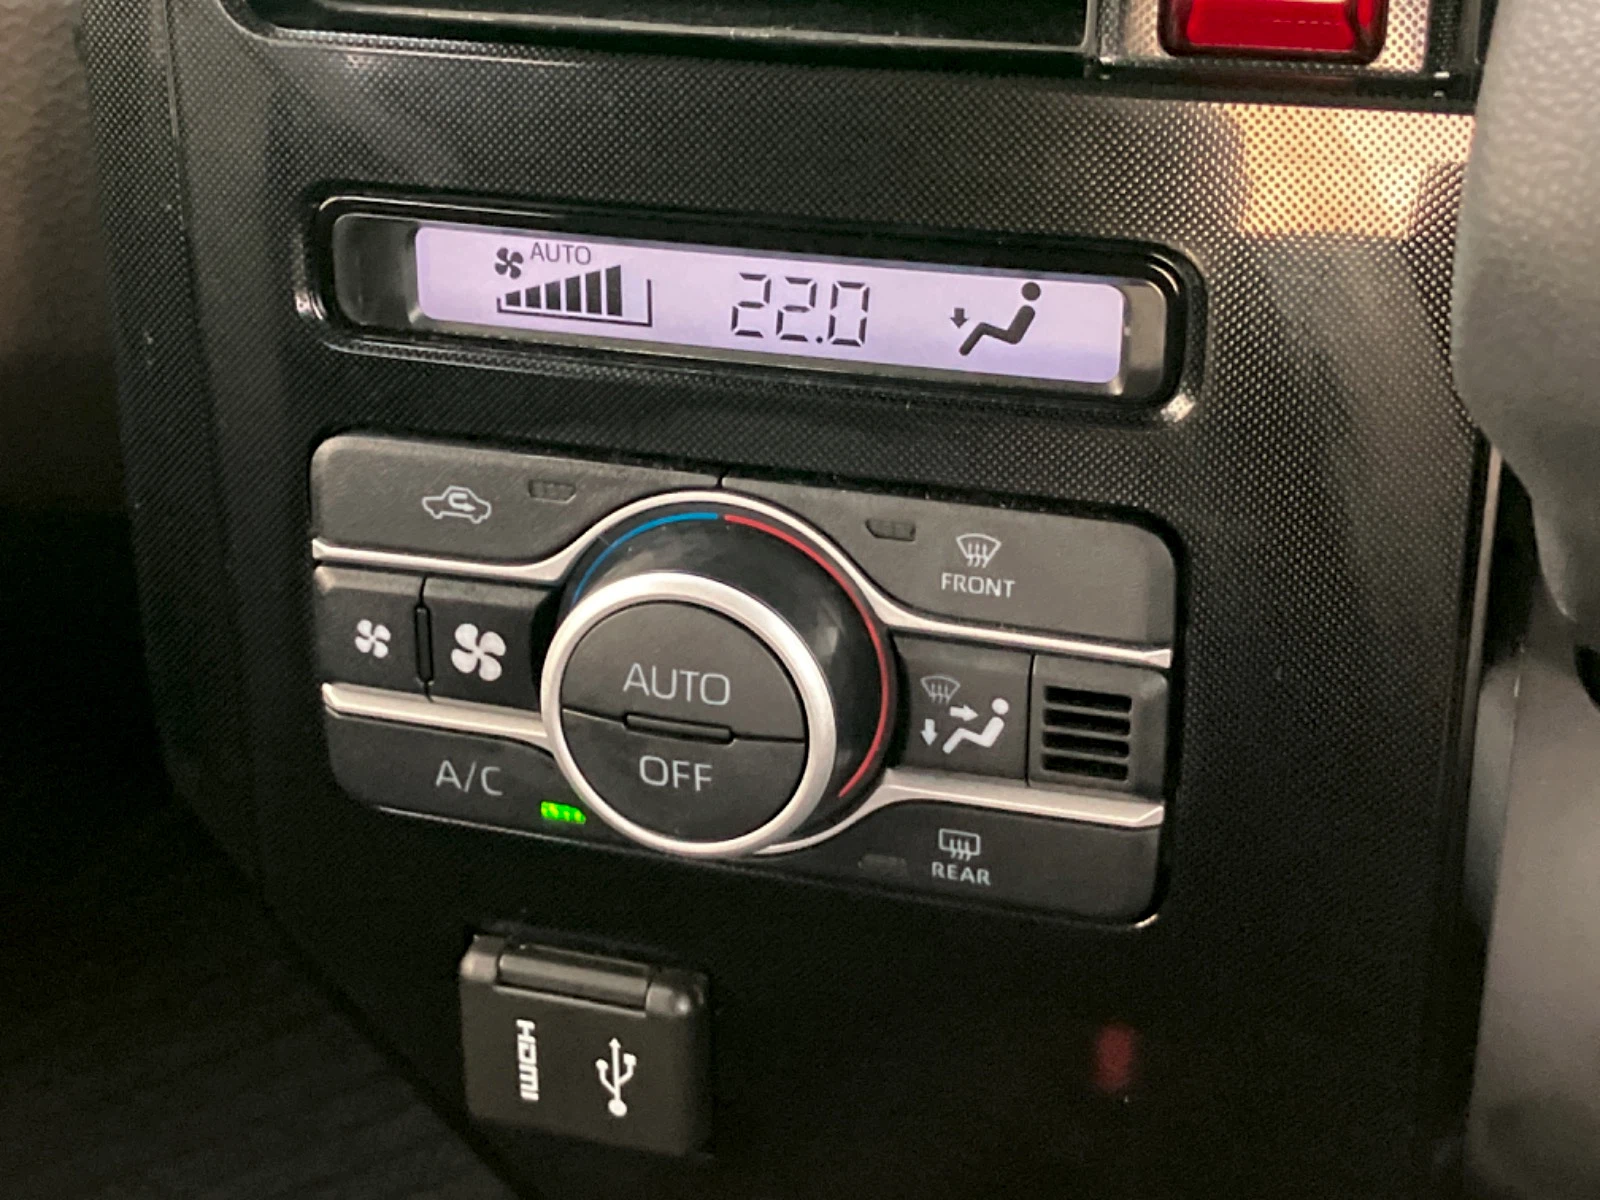 AUTO
22.0
FRONT
AUTO
OFF
A/C
REAR
HDMI